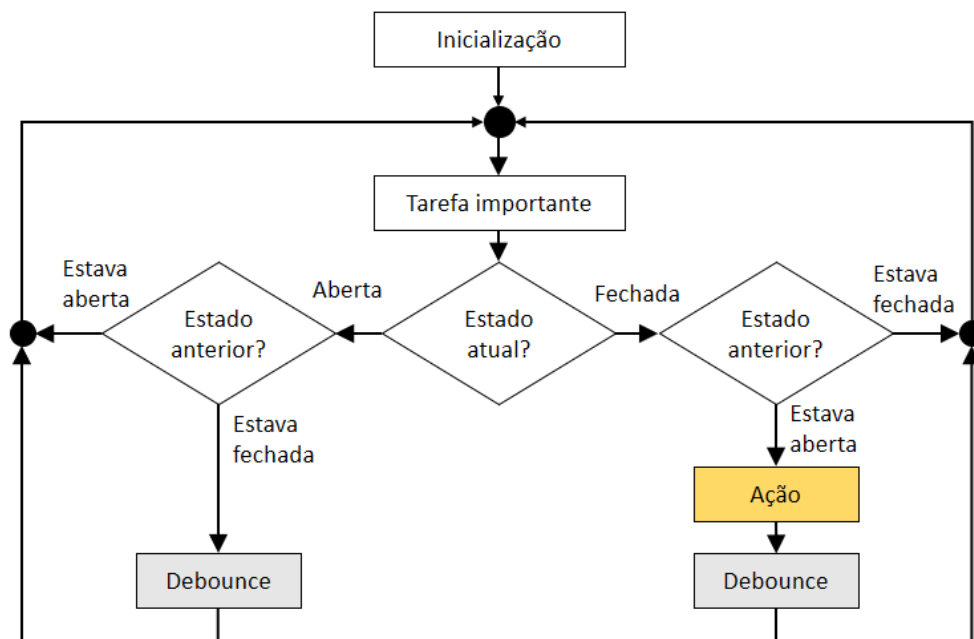 Inicialização
Tarefa importante
Estava
aberta
Aberta
Fechada
Estava
fechada
Estado
anterior?
Estado
atual?
Estado
anterior?
Estava
fechada
Estava
aberta
Ação
Debounce
Debounce